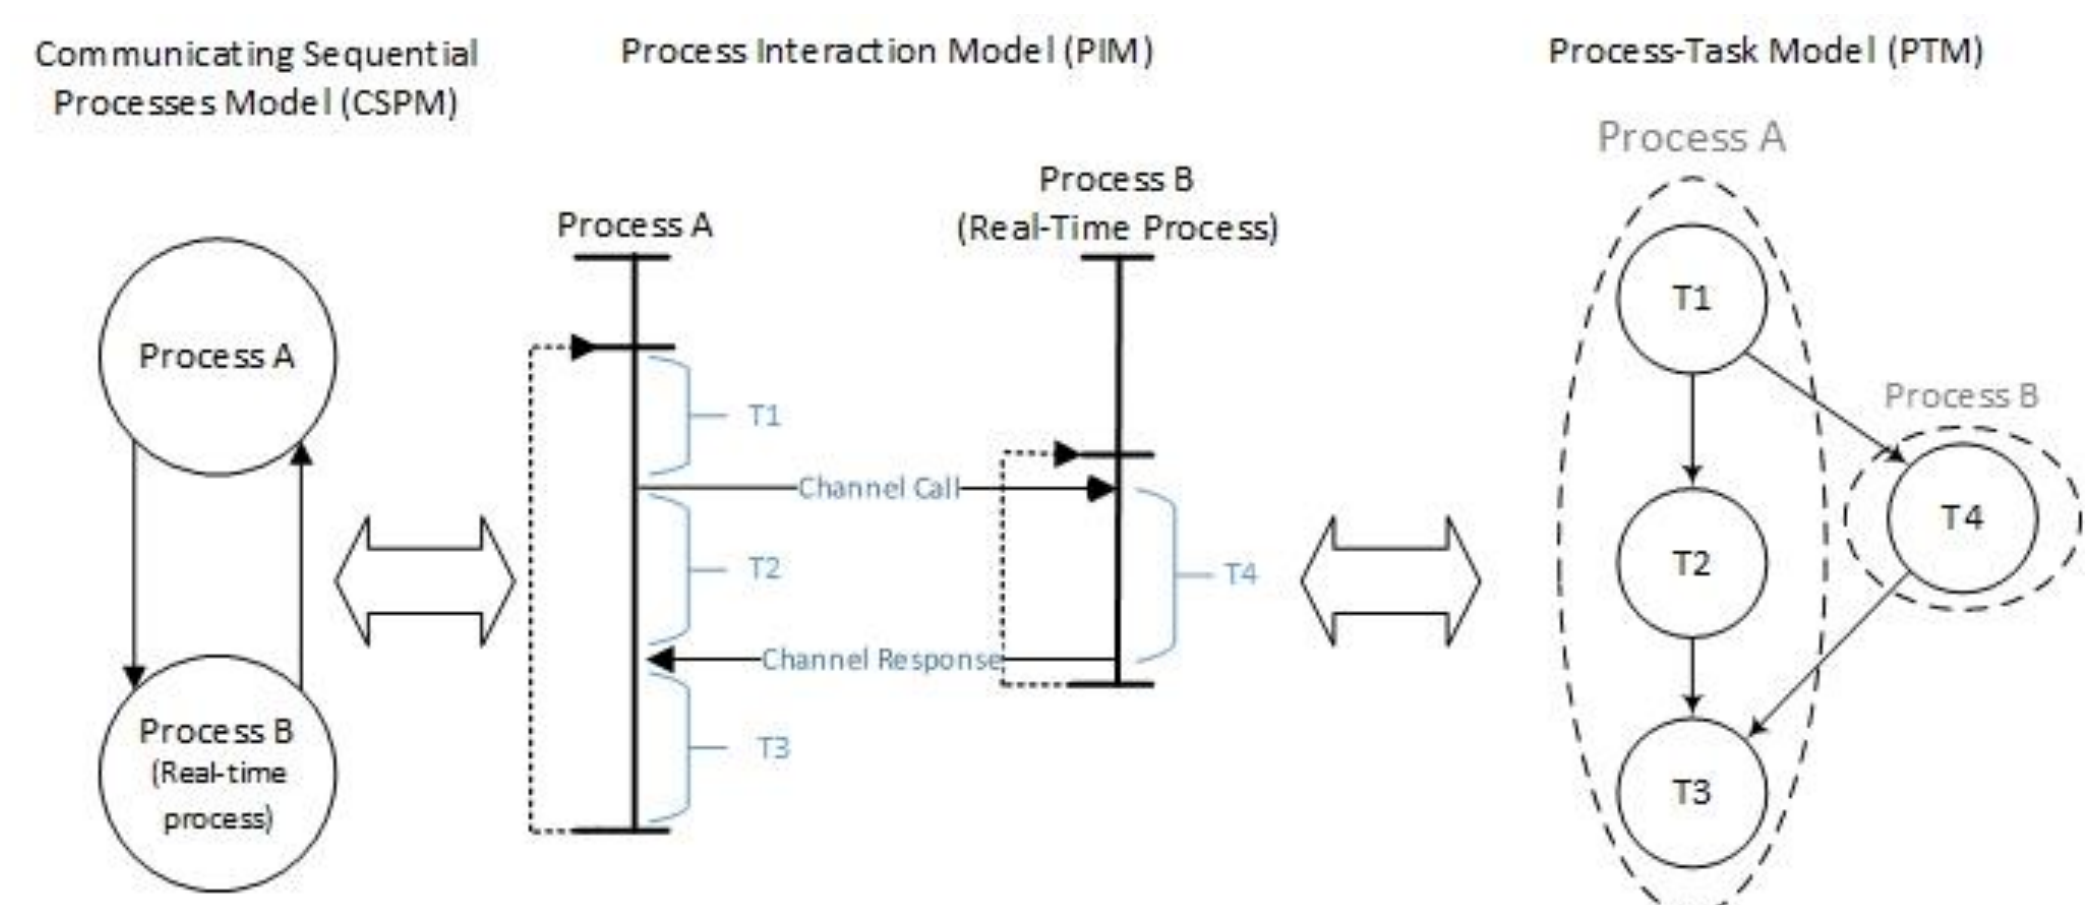 Communicating Sequential
Processes Model (CSPM)
Process A
Process B
(Real-time
process)
Process Interaction Model (PIM)
Process A
Process B
(Real-Time Process)
T1
Channel Call
T2
T4
Channel Response
T3
Process-Task Model (PTM)
Process A
T1
Process B
T4
T2
T3